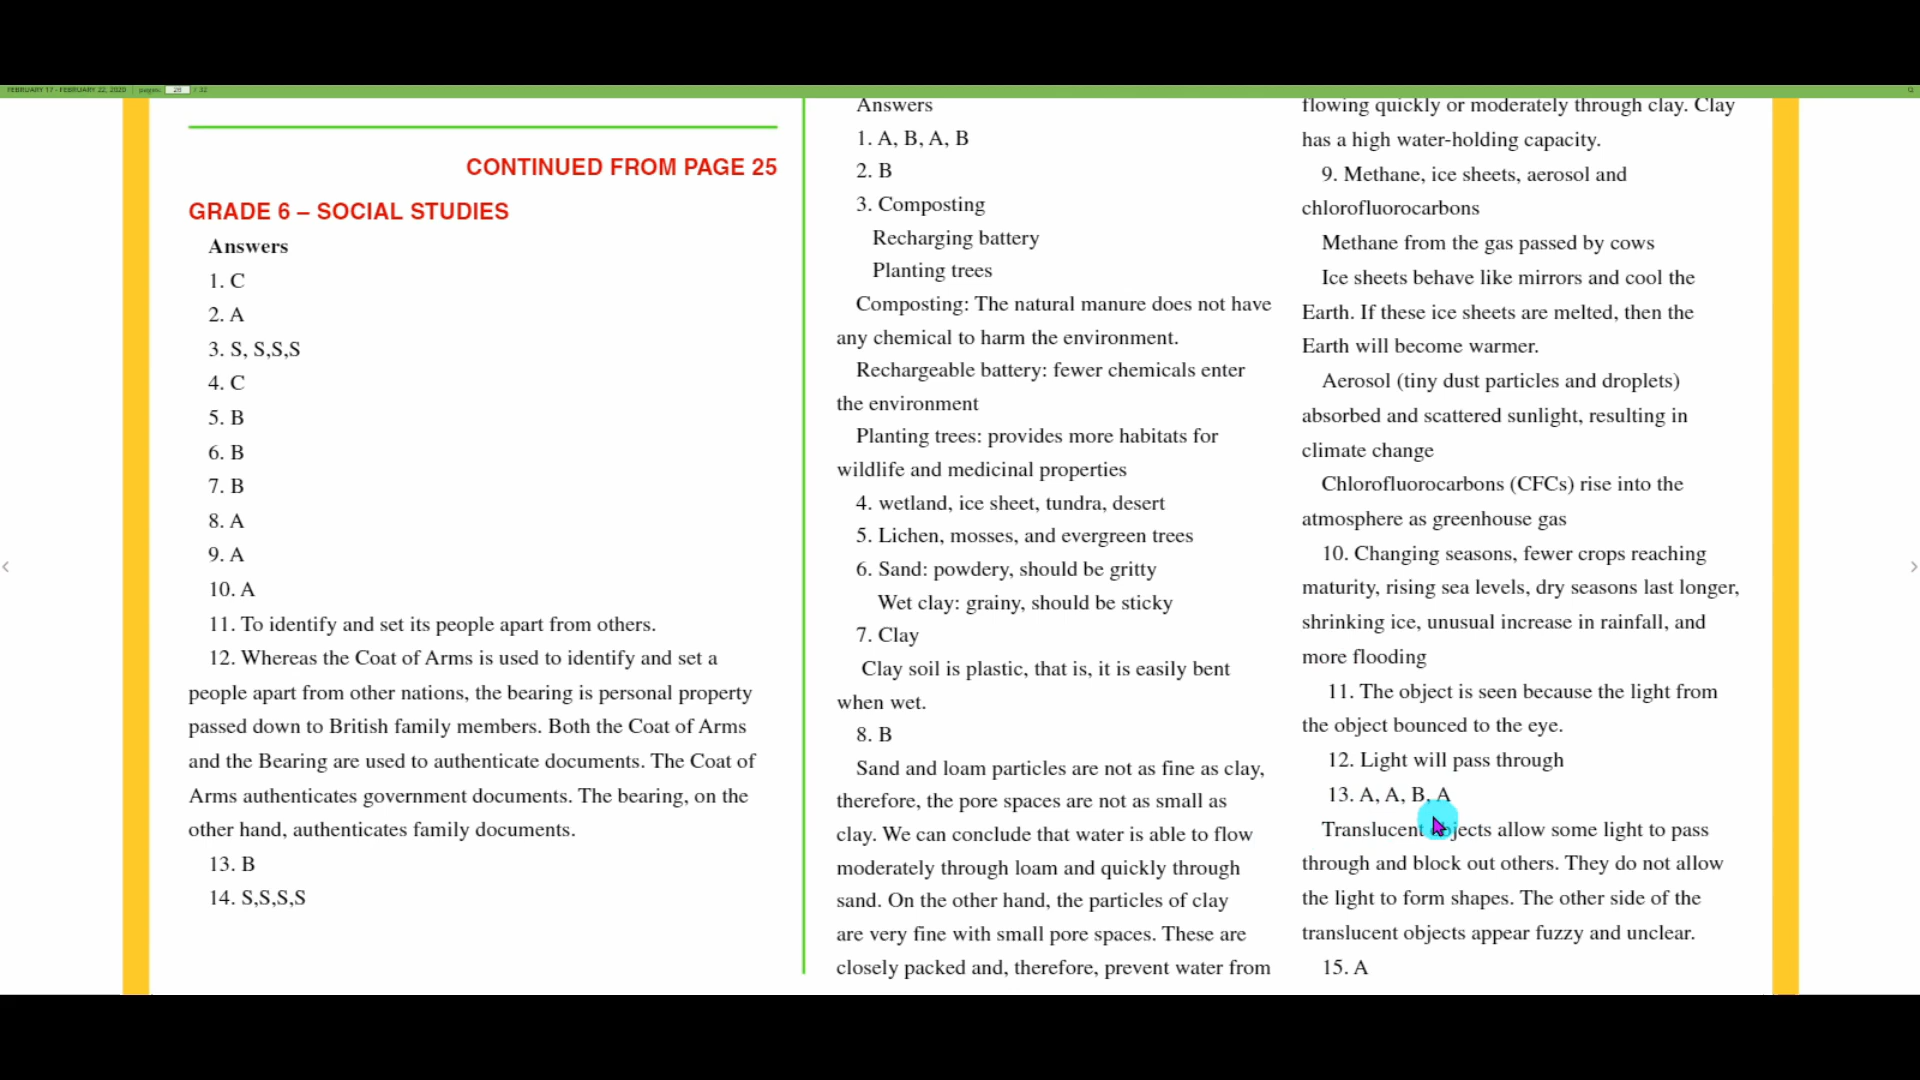 FEBRUARY 17 - FEBRUARY 22, 2020 | pages: 28 / 32
CONTINUED FROM PAGE 25
GRADE 6 – SOCIAL STUDIES
Answers
1. C
2. A
3. S, S,S,S
4. C
5. B
6. B
7. B
8. A
9. A
10. A
11. To identify and set its people apart from others.
12. Whereas the Coat of Arms is used to identify and set a
people apart from other nations, the bearing is personal property
passed down to British family members. Both the Coat of Arms
and the Bearing are used to authenticate documents. The Coat of
Arms authenticates government documents. The bearing, on the
other hand, authenticates family documents.
13. B
14. S,S,S,S
Answers
1. A, B, A, B
2. B
3. Composting
Recharging battery
Planting trees
Composting: The natural manure does not have
any chemical to harm the environment.
Rechargeable battery: fewer chemicals enter
the environment
Planting trees: provides more habitats for
wildlife and medicinal properties
4. wetland, ice sheet, tundra, desert
5. Lichen, mosses, and evergreen trees
6. Sand: powdery, should be gritty
Wet clay: grainy, should be sticky
7. Clay
Clay soil is plastic, that is, it is easily bent
when wet.
8. B
Sand and loam particles are not as fine as clay,
therefore, the pore spaces are not as small as
clay. We can conclude that water is able to flow
moderately through loam and quickly through
sand. On the other hand, the particles of clay
are very fine with small pore spaces. These are
closely packed and, therefore, prevent water from
flowing quickly or moderately through clay. Clay
has a high water-holding capacity.
9. Methane, ice sheets, aerosol and
chlorofluorocarbons
Methane from the gas passed by cows
Ice sheets behave like mirrors and cool the
Earth. If these ice sheets are melted, then the
Earth will become warmer.
Aerosol (tiny dust particles and droplets)
absorbed and scattered sunlight, resulting in
climate change
Chlorofluorocarbons (CFCs) rise into the
atmosphere as greenhouse gas
10. Changing seasons, fewer crops reaching
maturity, rising sea levels, dry seasons last longer,
shrinking ice, unusual increase in rainfall, and
more flooding
11. The object is seen because the light from
the object bounced to the eye.
12. Light will pass through
13. A, A, B, A
Translucent objects allow some light to pass
through and block out others. They do not allow
the light to form shapes. The other side of the
translucent objects appear fuzzy and unclear.
15. A